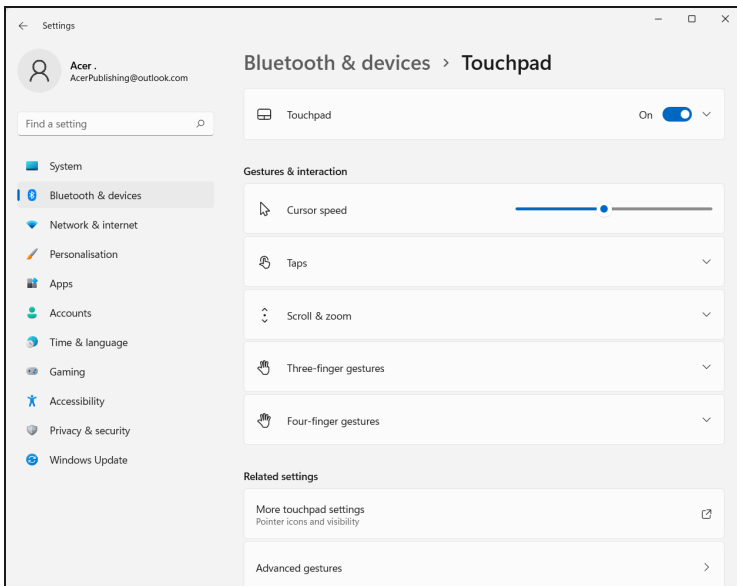 Settings
Acer .
AcerPublishing@outlook.com
Find a setting
System
Bluetooth & devices
Network & internet
Personalisation
Apps
Accounts
Time & language
Gaming
Accessibility
Privacy & security
Windows Update
Bluetooth & devices > Touchpad
Touchpad On
Gestures & interaction
Cursor speed
Taps
Scroll & zoom
Three-finger gestures
Four-finger gestures
Related settings
More touchpad settings
Pointer icons and visibility
Advanced gestures